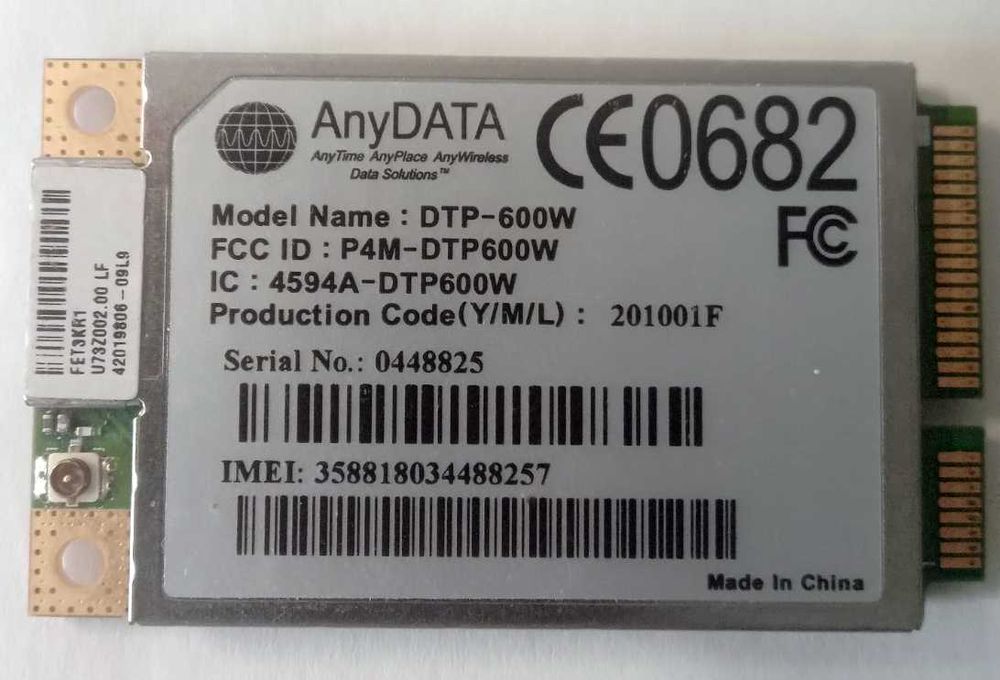 AnyDATA
AnyTime AnyPlace AnyWireless
Data Solutions™
CE0682
FC
Model Name : DTP-600W
FCC ID : P4M-DTP600W
IC : 4594A-DTP600W
Production Code(Y/M/L) : 201001F
Serial No.: 0448825
IMEI: 358818034488257
Made In China
FET3KR1
U73Z002.00 LF
42019806-09L9